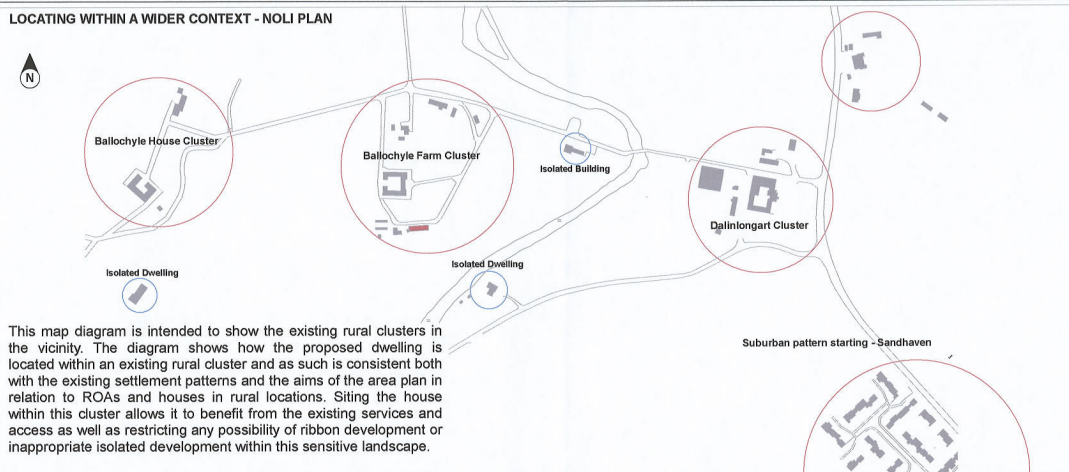 LOCATING WITHIN A WIDER CONTEXT - NOLI PLAN
N
Ballochyle House Cluster
Ballochyle Farm Cluster
Isolated Building
Dalinlongart Cluster
Isolated Dwelling
Isolated Dwelling
Suburban pattern starting - Sandhaven
This map diagram is intended to show the existing rural clusters in
the vicinity. The diagram shows how the proposed dwelling is
located within an existing rural cluster and as such is consistent both
with the existing settlement patterns and the aims of the area plan in
relation to ROAs and houses in rural locations. Siting the house
within this cluster allows it to benefit from the existing services and
access as well as restricting any possibility of ribbon development or
inappropriate isolated development within this sensitive landscape.